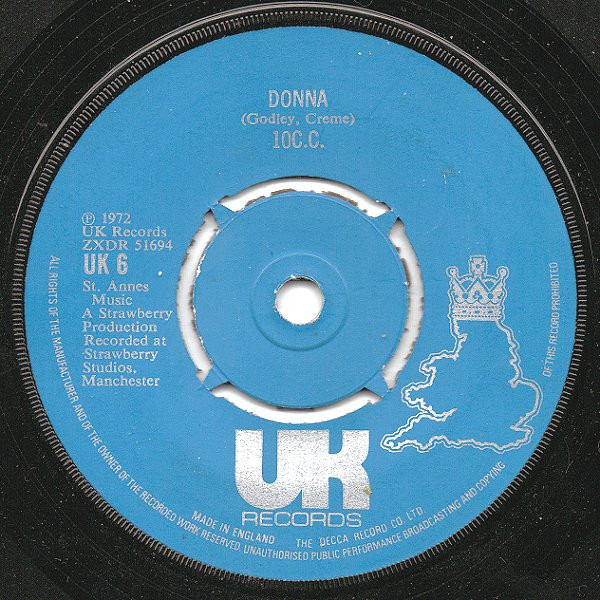 DONNA
(Godley, Creme)
10C.C.
℗ 1972
UK Records
ZXDR 51694
UK 6
St. Annes
Music
A Strawberry
Production
Recorded at
Strawberry
Studios,
Manchester
UK
RECORDS
MADE IN ENGLAND THE DECCA RECORD CO LTD.
ALL RIGHTS OF THE MANUFACTURER AND OF THE OWNER OF THE RECORDED WORK RESERVED. UNAUTHORISED PUBLIC PERFORMANCE BROADCASTING AND COPYING OF THIS RECORD PROHIBITED